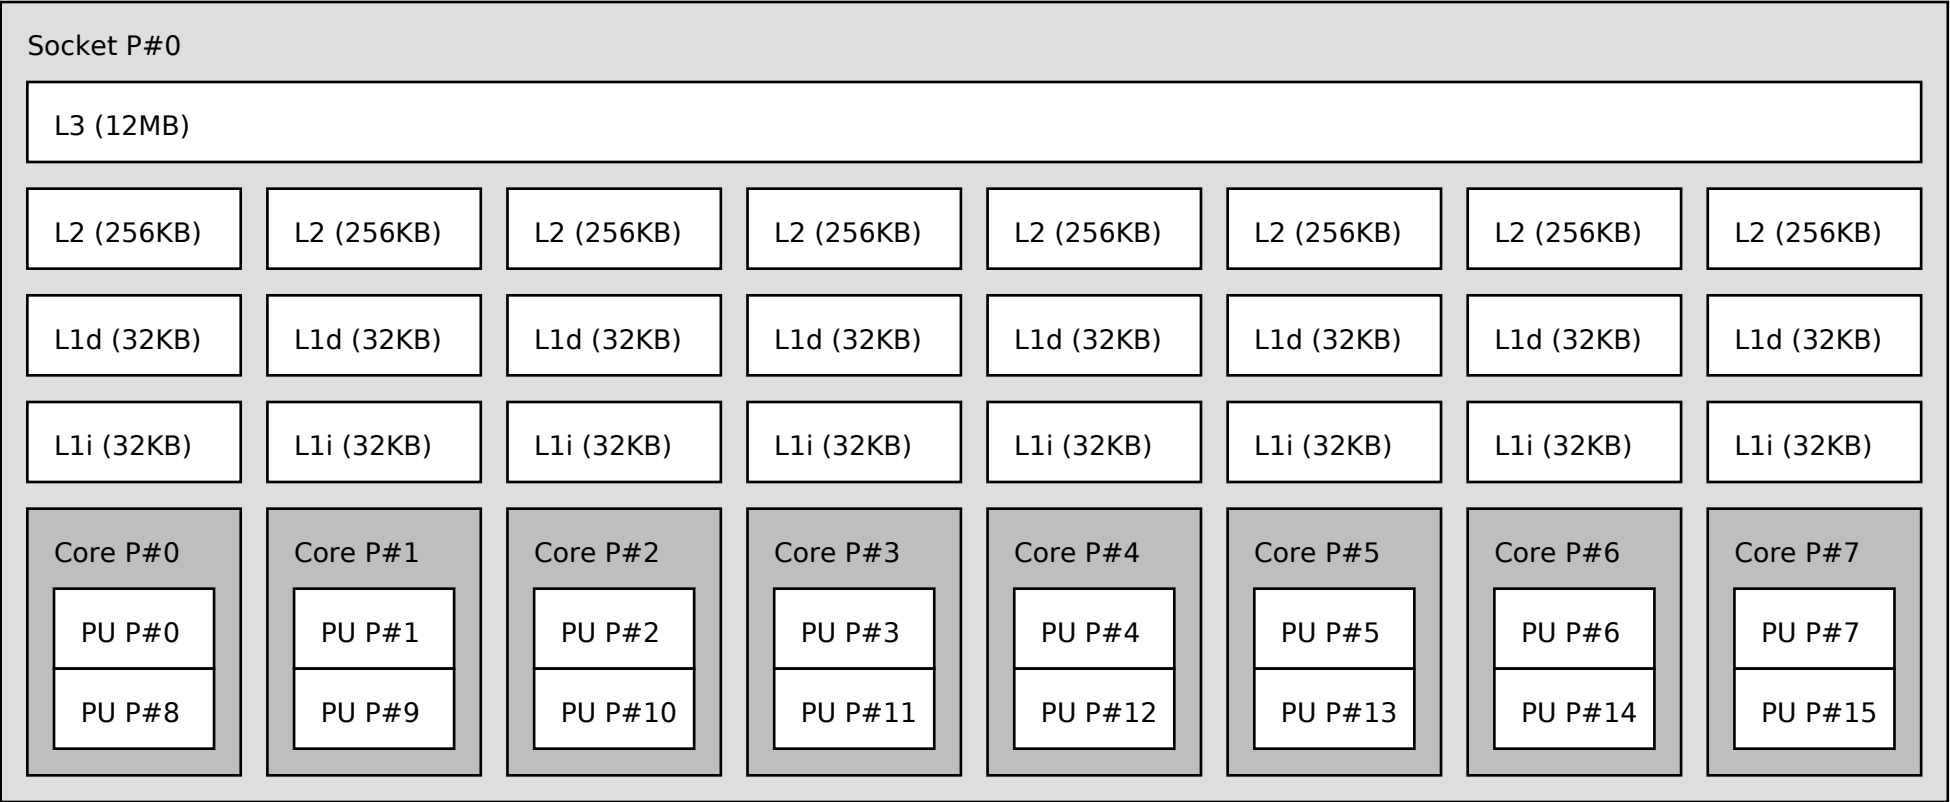 Socket P#0
L3 (12MB)
L2 (256KB) L2 (256KB) L2 (256KB) L2 (256KB) L2 (256KB) L2 (256KB) L2 (256KB) L2 (256KB)
L1d (32KB) L1d (32KB) L1d (32KB) L1d (32KB) L1d (32KB) L1d (32KB) L1d (32KB) L1d (32KB)
L1i (32KB) L1i (32KB) L1i (32KB) L1i (32KB) L1i (32KB) L1i (32KB) L1i (32KB) L1i (32KB)
Core P#0 Core P#1 Core P#2 Core P#3 Core P#4 Core P#5 Core P#6 Core P#7
PU P#0 PU P#1 PU P#2 PU P#3 PU P#4 PU P#5 PU P#6 PU P#7
PU P#8 PU P#9 PU P#10 PU P#11 PU P#12 PU P#13 PU P#14 PU P#15